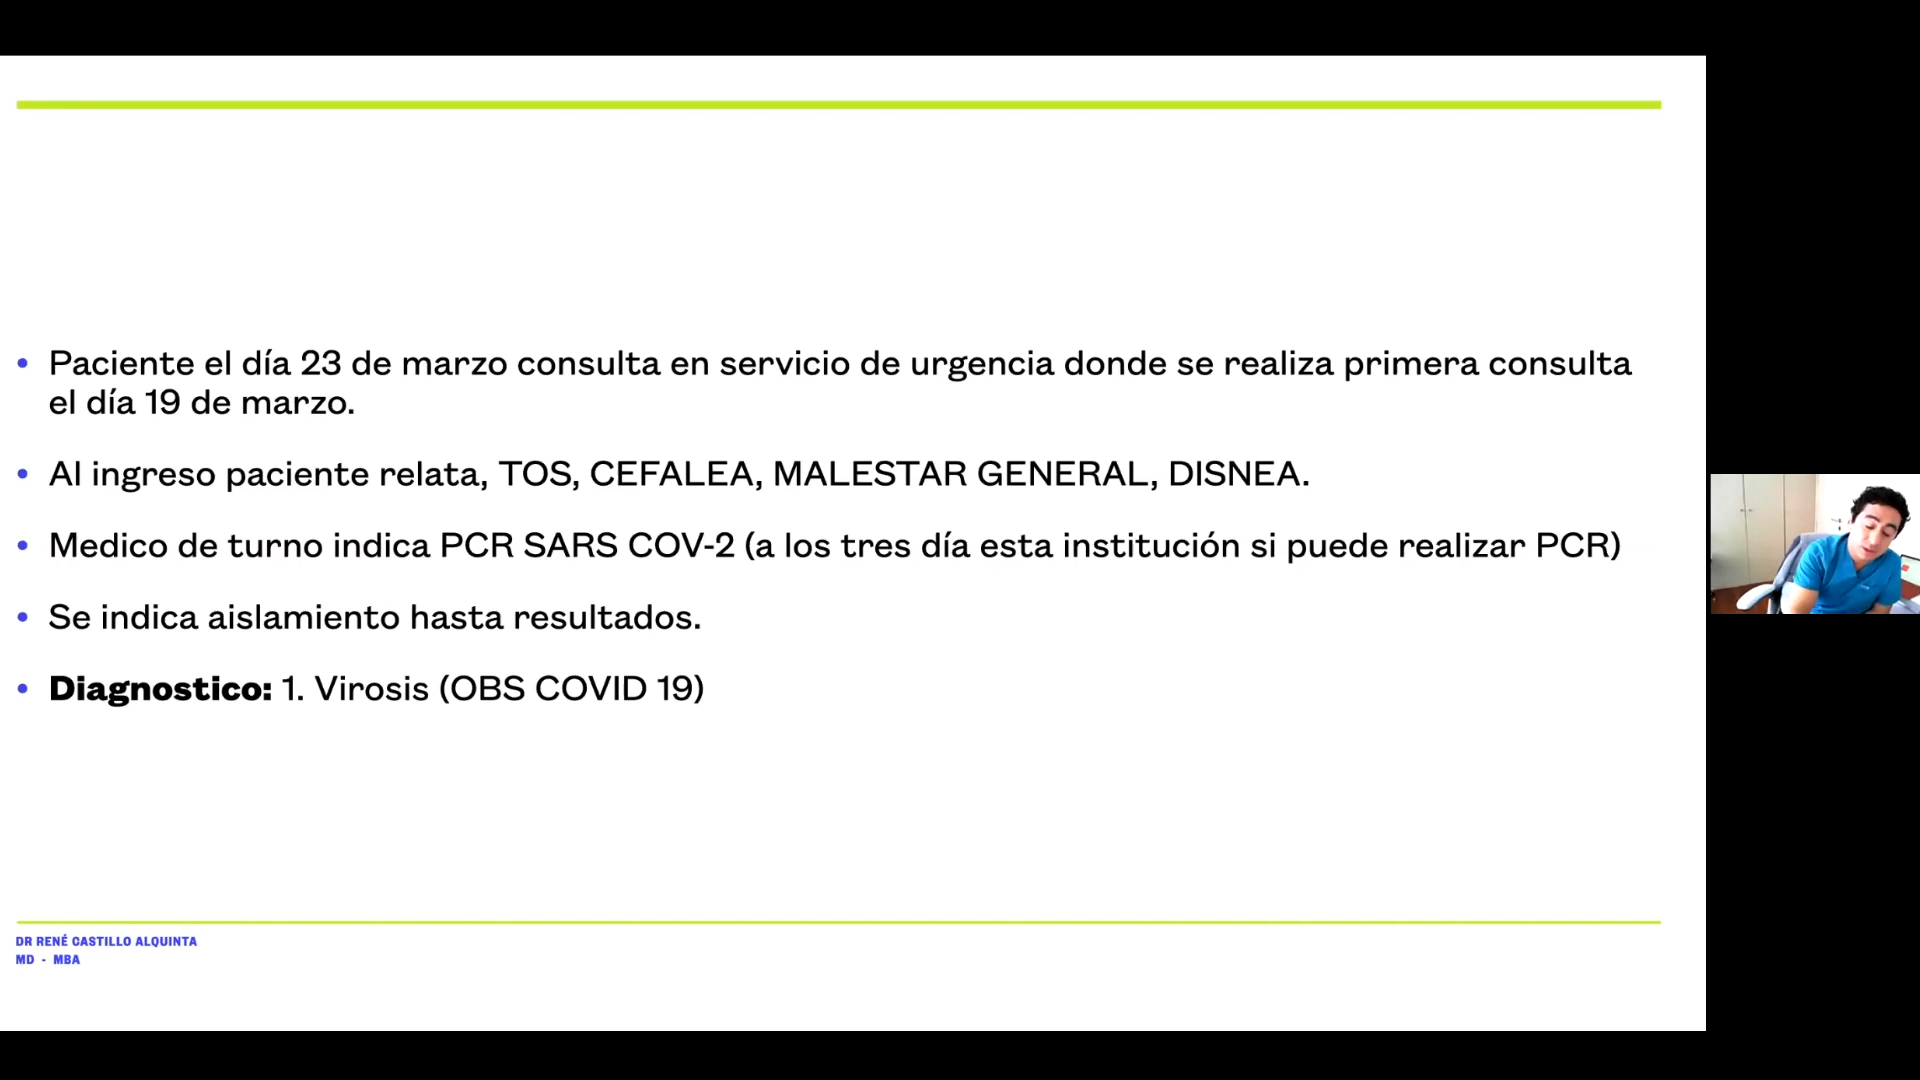 • Paciente el día 23 de marzo consulta en servicio de urgencia donde se realiza primera consulta
el día 19 de marzo.
• Al ingreso paciente relata, TOS, CEFALEA, MALESTAR GENERAL, DISNEA.
• Medico de turno indica PCR SARS COV-2 (a los tres día esta institución si puede realizar PCR)
• Se indica aislamiento hasta resultados.
• Diagnostico: 1. Virosis (OBS COVID 19)
DR RENÉ CASTILLO ALQUINTA
MD - MBA